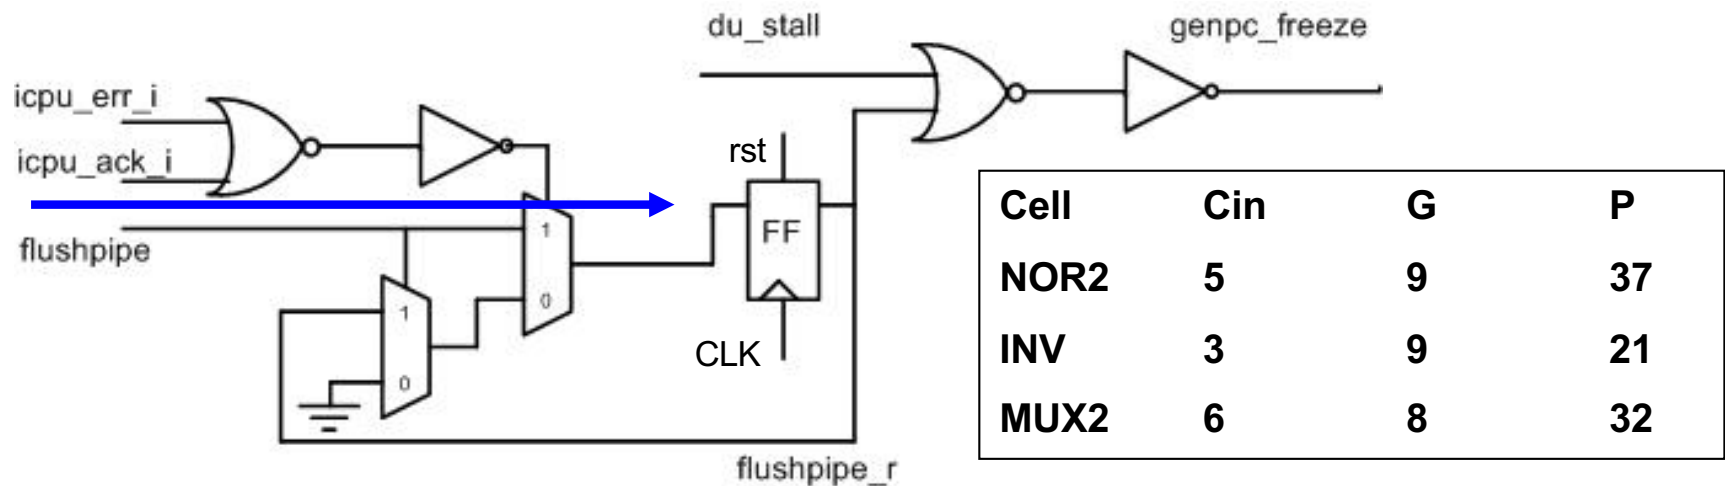 du_stall
genpc_freeze
icpu_err_i
icpu_ack_i
rst
flushpipe
1
FF
0
1
0
CLK
flushpipe_r
Cell Cin G P
NOR2 5 9 37
INV 3 9 21
MUX2 6 8 32